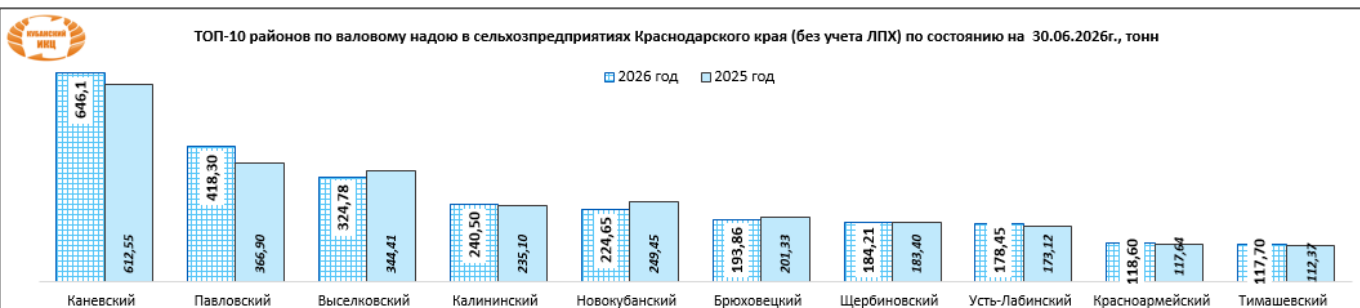 КУБАНСКИЙ
ИКЦ
ТОП-10 районов по валовому надою в сельхозпредприятиях Краснодарского края (без учета ЛПХ) по состоянию на 30.06.2026г., тонн
2026 год 2025 год
646,1 612,55 418,30 366,90 324,78 344,41 240,50 235,10 224,65 249,45 193,86 201,33 184,21 183,40 178,45 173,12 118,60 117,64 117,70 112,37
Каневский Павловский Выселковский Калининский Новокубанский Брюховецкий Щербиновский Усть-Лабинский Красноармейский Тимашевский